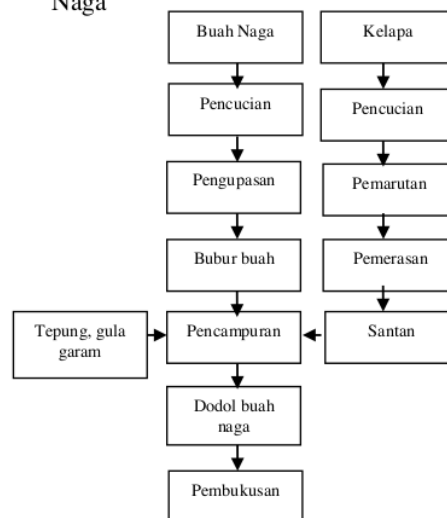 Naga
Buah Naga
Kelapa
Pencucian
Pencucian
Pengupasan
Pemarutan
Bubur buah
Pemerasan
Tepung, gula
garam
Pencampuran
Santan
Dodol buah
naga
Pembukusan